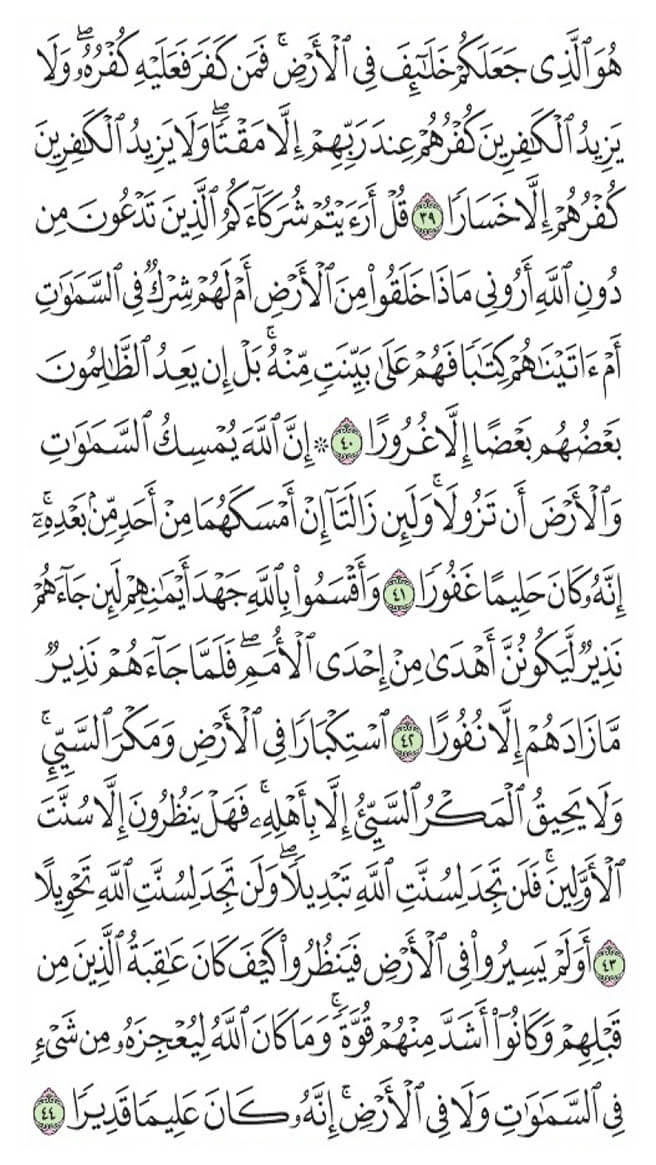 هُوَ ٱلَّذِى جَعَلَكُمْ خَلَـٰٓئِفَ فِى ٱلْأَرْضِ ۚ فَمَن كَفَرَ فَعَلَيْهِ كُفْرُهُۥ ۖ وَلَا
يَزِيدُ ٱلْكَـٰفِرِينَ كُفْرُهُمْ عِندَ رَبِّهِمْ إِلَّا مَقْتًا ۖ وَلَا يَزِيدُ ٱلْكَـٰفِرِينَ
كُفْرُهُمْ إِلَّا خَسَارًا ٣٩ قُلْ أَرَءَيْتُمْ شُرَكَآءَكُمُ ٱلَّذِينَ تَدْعُونَ مِن
دُونِ ٱللَّهِ أَرُونِى مَاذَا خَلَقُوا۟ مِنَ ٱلْأَرْضِ أَمْ لَهُمْ شِرْكٌ فِى ٱلسَّمَـٰوَٰتِ
أَمْ ءَاتَيْنَـٰهُمْ كِتَـٰبًا فَهُمْ عَلَىٰ بَيِّنَتٍ مِّنْهُ ۚ بَلْ إِن يَعِدُ ٱلظَّـٰلِمُونَ
بَعْضُهُم بَعْضًا إِلَّا غُرُورًا ٤٠ ۞ إِنَّ ٱللَّهَ يُمْسِكُ ٱلسَّمَـٰوَٰتِ
وَٱلْأَرْضَ أَن تَزُولَا ۚ وَلَئِن زَالَتَآ إِنْ أَمْسَكَهُمَا مِنْ أَحَدٍ مِّنۢ بَعْدِهِۦٓ ۚ
إِنَّهُۥ كَانَ حَلِيمًا غَفُورًا ٤١ وَأَقْسَمُوا۟ بِٱللَّهِ جَهْدَ أَيْمَـٰنِهِمْ لَئِن جَآءَهُمْ
نَذِيرٌ لَّيَكُونُنَّ أَهْدَىٰ مِنْ إِحْدَى ٱلْأُمَمِ ۖ فَلَمَّا جَآءَهُمْ نَذِيرٌ
مَّا زَادَهُمْ إِلَّا نُفُورًا ٤٢ ٱسْتِكْبَارًا فِى ٱلْأَرْضِ وَمَكْرَ ٱلسَّيِّئِ ۚ
وَلَا يَحِيقُ ٱلْمَكْرُ ٱلسَّيِّئُ إِلَّا بِأَهْلِهِۦ ۚ فَهَلْ يَنظُرُونَ إِلَّا سُنَّتَ
ٱلْأَوَّلِينَ ۚ فَلَن تَجِدَ لِسُنَّتِ ٱللَّهِ تَبْدِيلًا ۖ وَلَن تَجِدَ لِسُنَّتِ ٱللَّهِ تَحْوِيلًا
٤٣ أَوَلَمْ يَسِيرُوا۟ فِى ٱلْأَرْضِ فَيَنظُرُوا۟ كَيْفَ كَانَ عَـٰقِبَةُ ٱلَّذِينَ مِن
قَبْلِهِمْ وَكَانُوٓا۟ أَشَدَّ مِنْهُمْ قُوَّةً ۚ وَمَا كَانَ ٱللَّهُ لِيُعْجِزَهُۥ مِن شَىْءٍ
فِى ٱلسَّمَـٰوَٰتِ وَلَا فِى ٱلْأَرْضِ ۚ إِنَّهُۥ كَانَ عَلِيمًا قَدِيرًا ٤٤